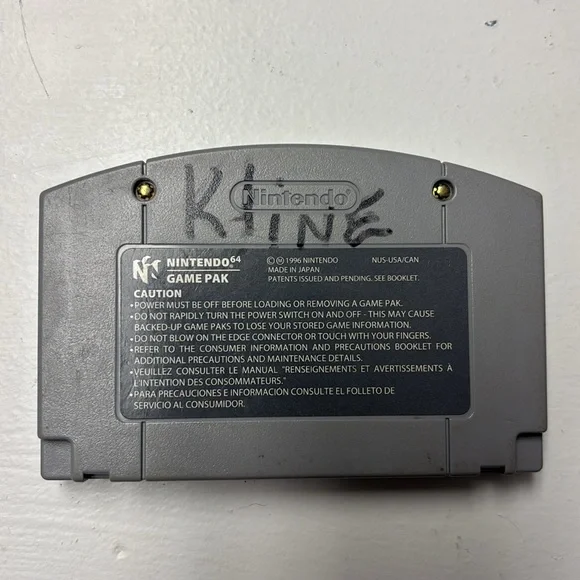 Kline
Nintendo
NINTENDO⁶⁴
GAME PAK
©Ⓜ 1996 NINTENDO NUS-USA/CAN
MADE IN JAPAN
PATENTS ISSUED AND PENDING. SEE BOOKLET.
CAUTION
•POWER MUST BE OFF BEFORE LOADING OR REMOVING A GAME PAK.
•DO NOT RAPIDLY TURN THE POWER SWITCH ON AND OFF - THIS MAY CAUSE
BACKED-UP GAME PAKS TO LOSE YOUR STORED GAME INFORMATION.
•DO NOT BLOW ON THE EDGE CONNECTOR OR TOUCH WITH YOUR FINGERS.
•REFER TO THE CONSUMER INFORMATION AND PRECAUTIONS BOOKLET FOR
ADDITIONAL PRECAUTIONS AND MAINTENANCE DETAILS.
•VEUILLEZ CONSULTER LE MANUAL "RENSEIGNEMENTS ET AVERTISSEMENTS À
L'INTENTION DES CONSOMMATEURS."
•PARA PRECAUCIONES E INFORMACIÓN CONSULTE EL FOLLETO DE
SERVICIO AL CONSUMIDOR.